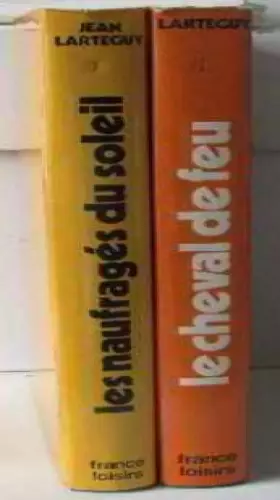 JEAN
LARTEGUY
les naufragés du soleil
france
loisirs
LARTEGUY
le cheval de feu
france
loisirs